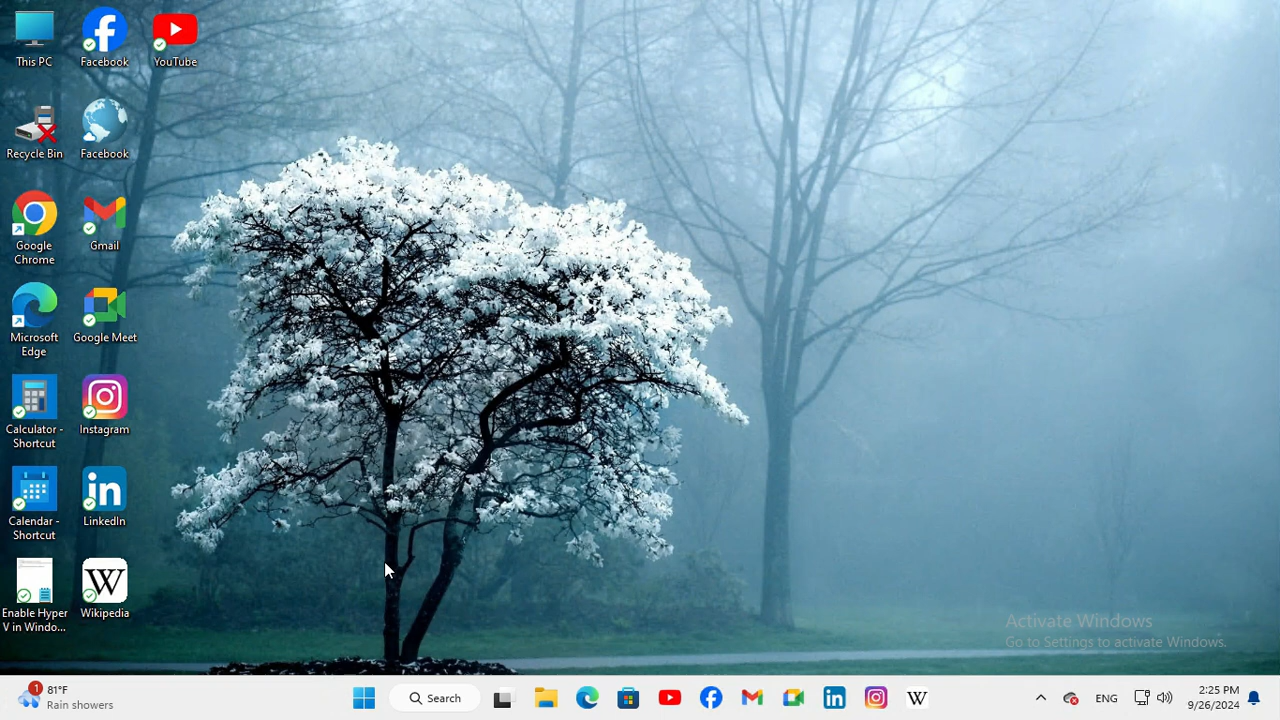 This PC
Facebook
YouTube
Recycle Bin
Facebook
Google
Chrome
Gmail
Microsoft
Edge
Google Meet
Calculator -
Shortcut
Instagram
Calendar -
Shortcut
LinkedIn
Enable Hyper
V in Windo...
Wikipedia
Activate Windows
Go to Settings to activate Windows.
1
81°F
Rain showers
Search
ENG
2:25 PM
9/26/2024